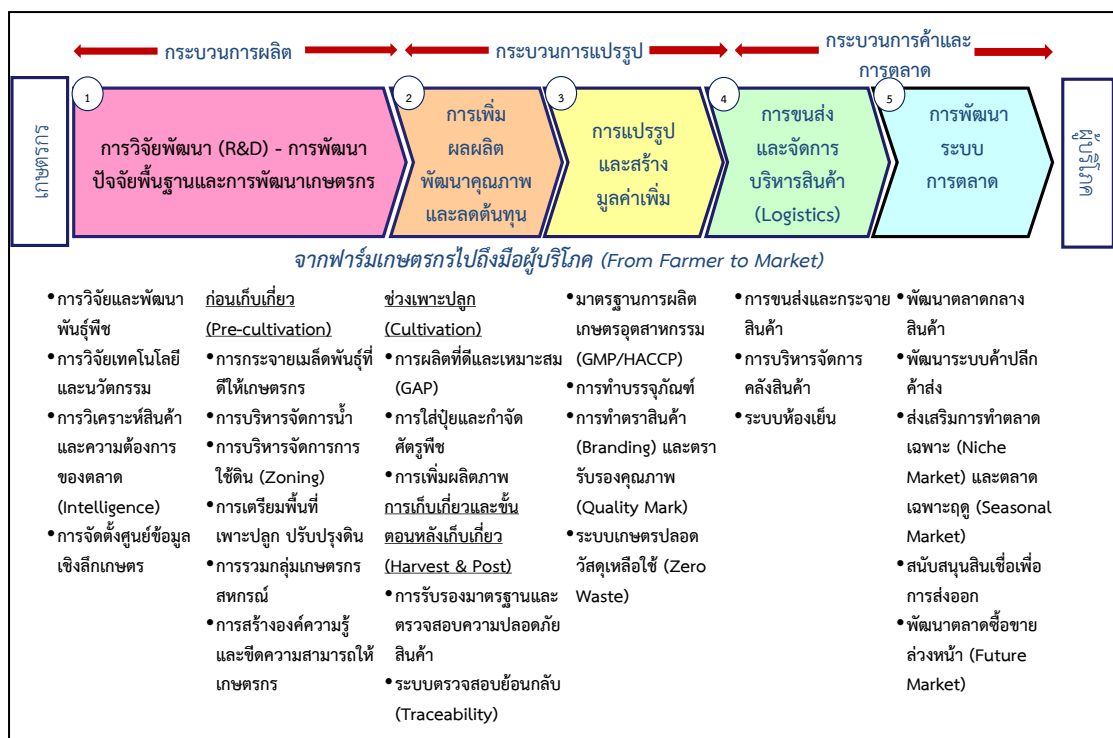 กระบวนการผลิต
กระบวนการแปรรูป
กระบวนการค้าและ
การตลาด
เกษตรกร
1
การวิจัยพัฒนา (R&D) - การพัฒนา
ปัจจัยพื้นฐานและการพัฒนาเกษตรกร
2
การเพิ่ม
ผลผลิต
พัฒนาคุณภาพ
และลดต้นทุน
3
การแปรรูป
และสร้าง
มูลค่าเพิ่ม
4
การขนส่ง
และจัดการ
บริหารสินค้า
(Logistics)
5
การพัฒนา
ระบบ
การตลาด
ผู้บริโภค
จากฟาร์มเกษตรกรไปถึงมือผู้บริโภค (From Farmer to Market)
•การวิจัยและพัฒนา
พันธุ์พืช
•การวิจัยเทคโนโลยี
และนวัตกรรม
•การวิเคราะห์สินค้า
และความต้องการ
ของตลาด
(Intelligence)
•การจัดตั้งศูนย์ข้อมูล
เชิงลึกเกษตร
ก่อนเก็บเกี่ยว
(Pre-cultivation)
•การกระจายเมล็ดพันธุ์ที่
ดีให้เกษตรกร
•การบริหารจัดการน้ำ
•การบริหารจัดการการ
ใช้ดิน (Zoning)
•การเตรียมพื้นที่
เพาะปลูก ปรับปรุงดิน
•การรวมกลุ่มเกษตรกร
สหกรณ์
•การสร้างองค์ความรู้
และขีดความสามารถให้
เกษตรกร
ช่วงเพาะปลูก
(Cultivation)
•การผลิตที่ดีและเหมาะสม
(GAP)
•การใส่ปุ๋ยและกำจัด
ศัตรูพืช
•การเพิ่มผลิตภาพ
การเก็บเกี่ยวและขั้น
ตอนหลังเก็บเกี่ยว
(Harvest & Post)
•การรับรองมาตรฐานและ
ตรวจสอบความปลอดภัย
สินค้า
•ระบบตรวจสอบย้อนกลับ
(Traceability)
•มาตรฐานการผลิต
เกษตรอุตสาหกรรม
(GMP/HACCP)
•การทำบรรจุภัณฑ์
•การทำตราสินค้า
(Branding) และตรา
รับรองคุณภาพ
(Quality Mark)
•ระบบเกษตรปลอด
วัสดุเหลือใช้ (Zero
Waste)
•การขนส่งและกระจาย
สินค้า
•การบริหารจัดการ
คลังสินค้า
•ระบบห้องเย็น
•พัฒนาตลาดกลาง
สินค้า
•พัฒนาระบบค้าปลีก
ค้าส่ง
•ส่งเสริมการทำตลาด
เฉพาะ (Niche
Market) และตลาด
เฉพาะฤดู (Seasonal
Market)
•สนับสนุนสินเชื่อเพื่อ
การส่งออก
•พัฒนาตลาดซื้อขาย
ล่วงหน้า (Future
Market)